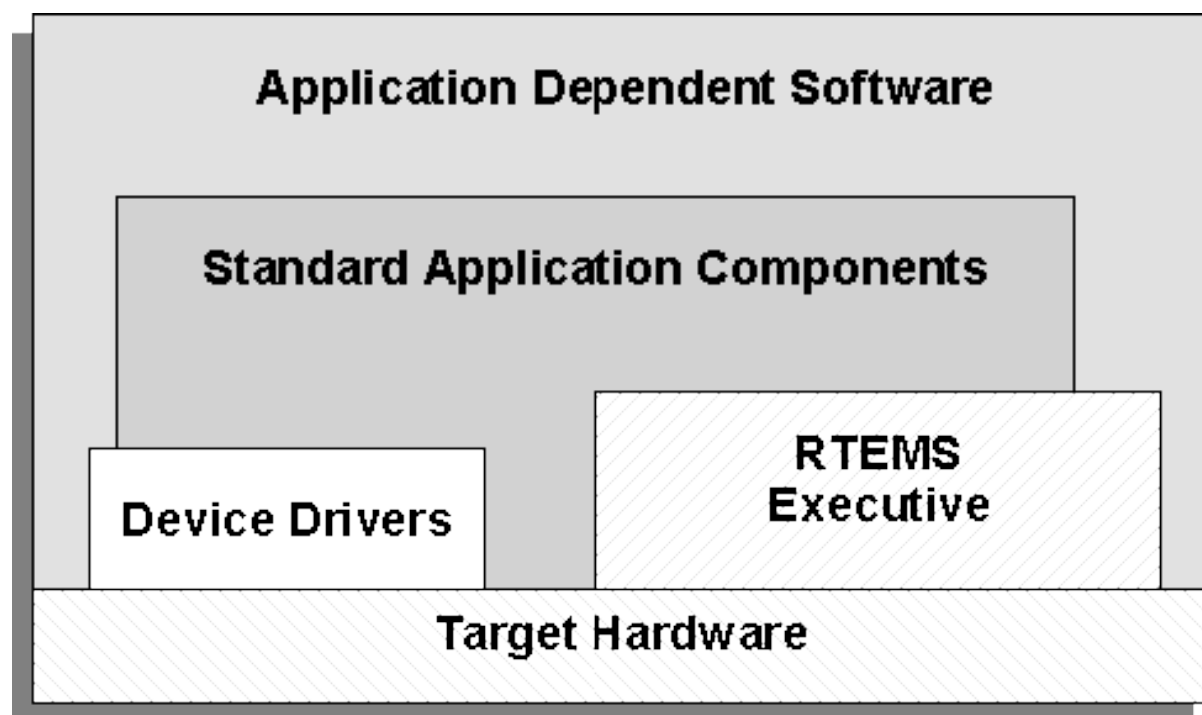 Application Dependent Software
Standard Application Components
RTEMS
Executive
Device Drivers
Target Hardware